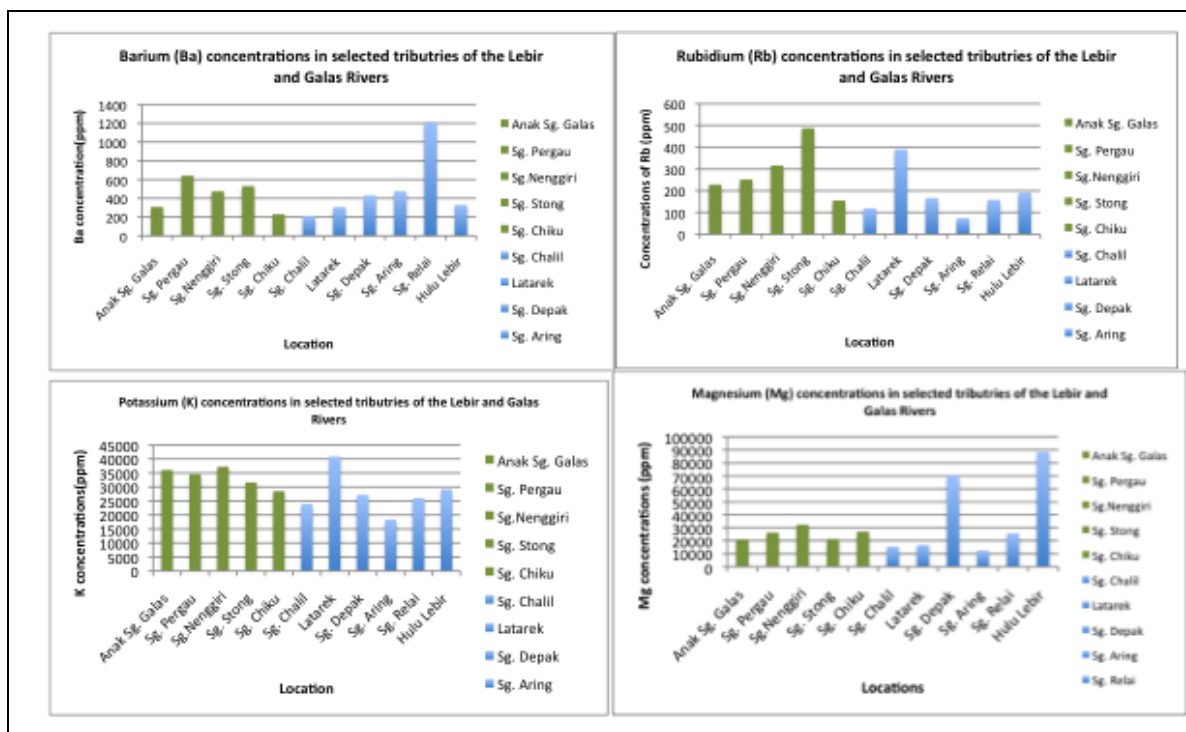 Barium (Ba) concentrations in selected tributries of the Lebir
and Galas Rivers
Ba concentration(ppm)
1400
1200
1000
800
600
400
200
0
Anak Sg. Galas
Sg. Pergau
Sg.Nenggiri
Sg. Stong
Sg. Chiku
Sg. Chalil
Latarek
Sg. Depak
Sg. Aring
Sg. Relai
Hulu Lebir
Location
Anak Sg. Galas
Sg. Pergau
Sg.Nenggiri
Sg. Stong
Sg. Chiku
Sg. Chalil
Latarek
Sg. Depak
Sg. Aring
Rubidium (Rb) concentrations in selected tributries of the Lebir
and Galas Rivers
Concentrations of Rb (ppm)
600
500
400
300
200
100
0
Anak Sg. Galas
Sg. Pergau
Sg.Nenggiri
Sg. Stong
Sg. Chiku
Sg. Chalil
Latarek
Sg. Depak
Sg. Aring
Sg. Relai
Hulu Lebir
Location
Anak Sg. Galas
Sg. Pergau
Sg.Nenggiri
Sg. Stong
Sg. Chiku
Sg. Chalil
Latarek
Sg. Depak
Sg. Aring
Potassium (K) concentrations in selected tributries of the Lebir and Galas
Rivers
K concentrations(ppm)
45000
40000
35000
30000
25000
20000
15000
10000
5000
0
Anak Sg. Galas
Sg. Pergau
Sg.Nenggiri
Sg. Stong
Sg. Chiku
Sg. Chalil
Latarek
Sg. Depak
Sg. Aring
Sg. Relai
Hulu Lebir
Location
Anak Sg. Galas
Sg. Pergau
Sg.Nenggiri
Sg. Stong
Sg. Chiku
Sg. Chalil
Latarek
Sg. Depak
Sg. Aring
Magnesium (Mg) concentrations in selected tributries of the Lebir and
Galas Rivers
Mg concentrations (ppm)
100000
90000
80000
70000
60000
50000
40000
30000
20000
10000
0
Anak Sg. Galas
Sg. Pergau
Sg.Nenggiri
Sg. Stong
Sg. Chiku
Sg. Chalil
Latarek
Sg. Depak
Sg. Aring
Sg. Relai
Hulu Lebir
Locations
Anak Sg. Galas
Sg. Pergau
Sg.Nenggiri
Sg. Stong
Sg. Chiku
Sg. Chalil
Latarek
Sg. Depak
Sg. Aring
Sg. Relai